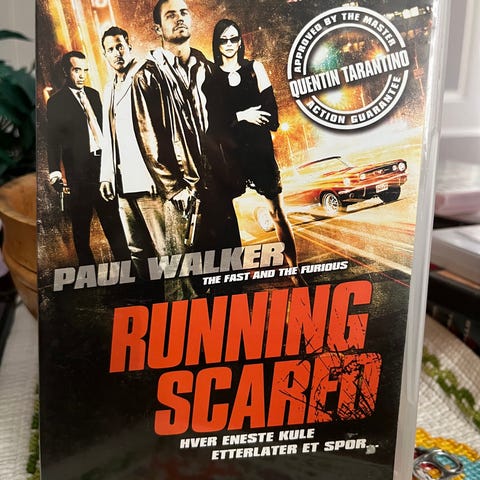 APPROVED BY THE MASTER
QUENTIN TARANTINO
ACTION GUARANTEE
PAUL WALKER
THE FAST AND THE FURIOUS
RUNNING
SCARED
HVER ENESTE KULE
ETTERLATER ET SPOR...